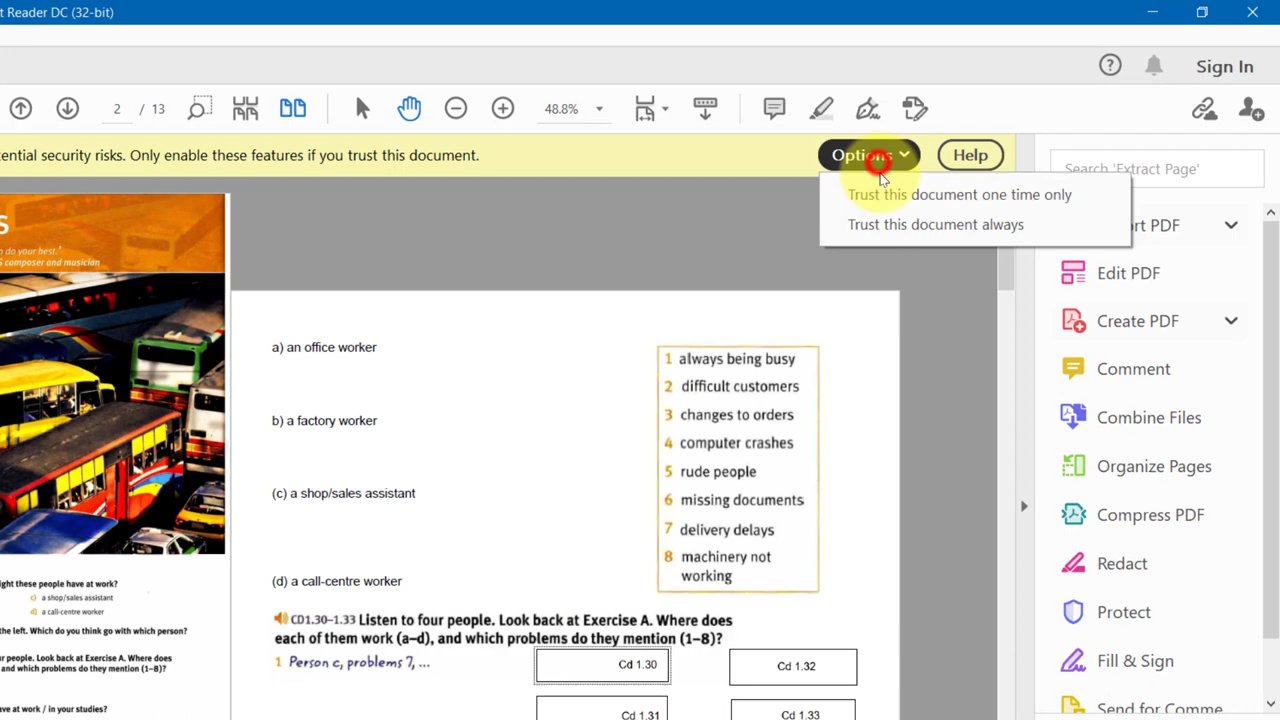 t Reader DC (32-bit)
Sign In
2 / 13
48.8%
ential security risks. Only enable these features if you trust this document.
Options
Help
Trust this document one time only
Trust this document always
Search 'Extract Page'
rt PDF
Edit PDF
Create PDF
Comment
Combine Files
Organize Pages
Compress PDF
Redact
Protect
Fill & Sign
Send for Comme
S
o do your best.'
S composer and musician
ight these people have at work?
c) a shop/sales assistant
d) a call-centre worker
the left. Which do you think go with which person?
r people. Look back at Exercise A. Where does
and which problems do they mention (1–8)?
ave at work / in your studies?
a) an office worker
b) a factory worker
(c) a shop/sales assistant
(d) a call-centre worker
1 always being busy
2 difficult customers
3 changes to orders
4 computer crashes
5 rude people
6 missing documents
7 delivery delays
8 machinery not
working
CD1.30–1.33 Listen to four people. Look back at Exercise A. Where does
each of them work (a–d), and which problems do they mention (1–8)?
1 Person c, problems 7, ...
Cd 1.30
Cd 1.32
Cd 1.31
Cd 1.33